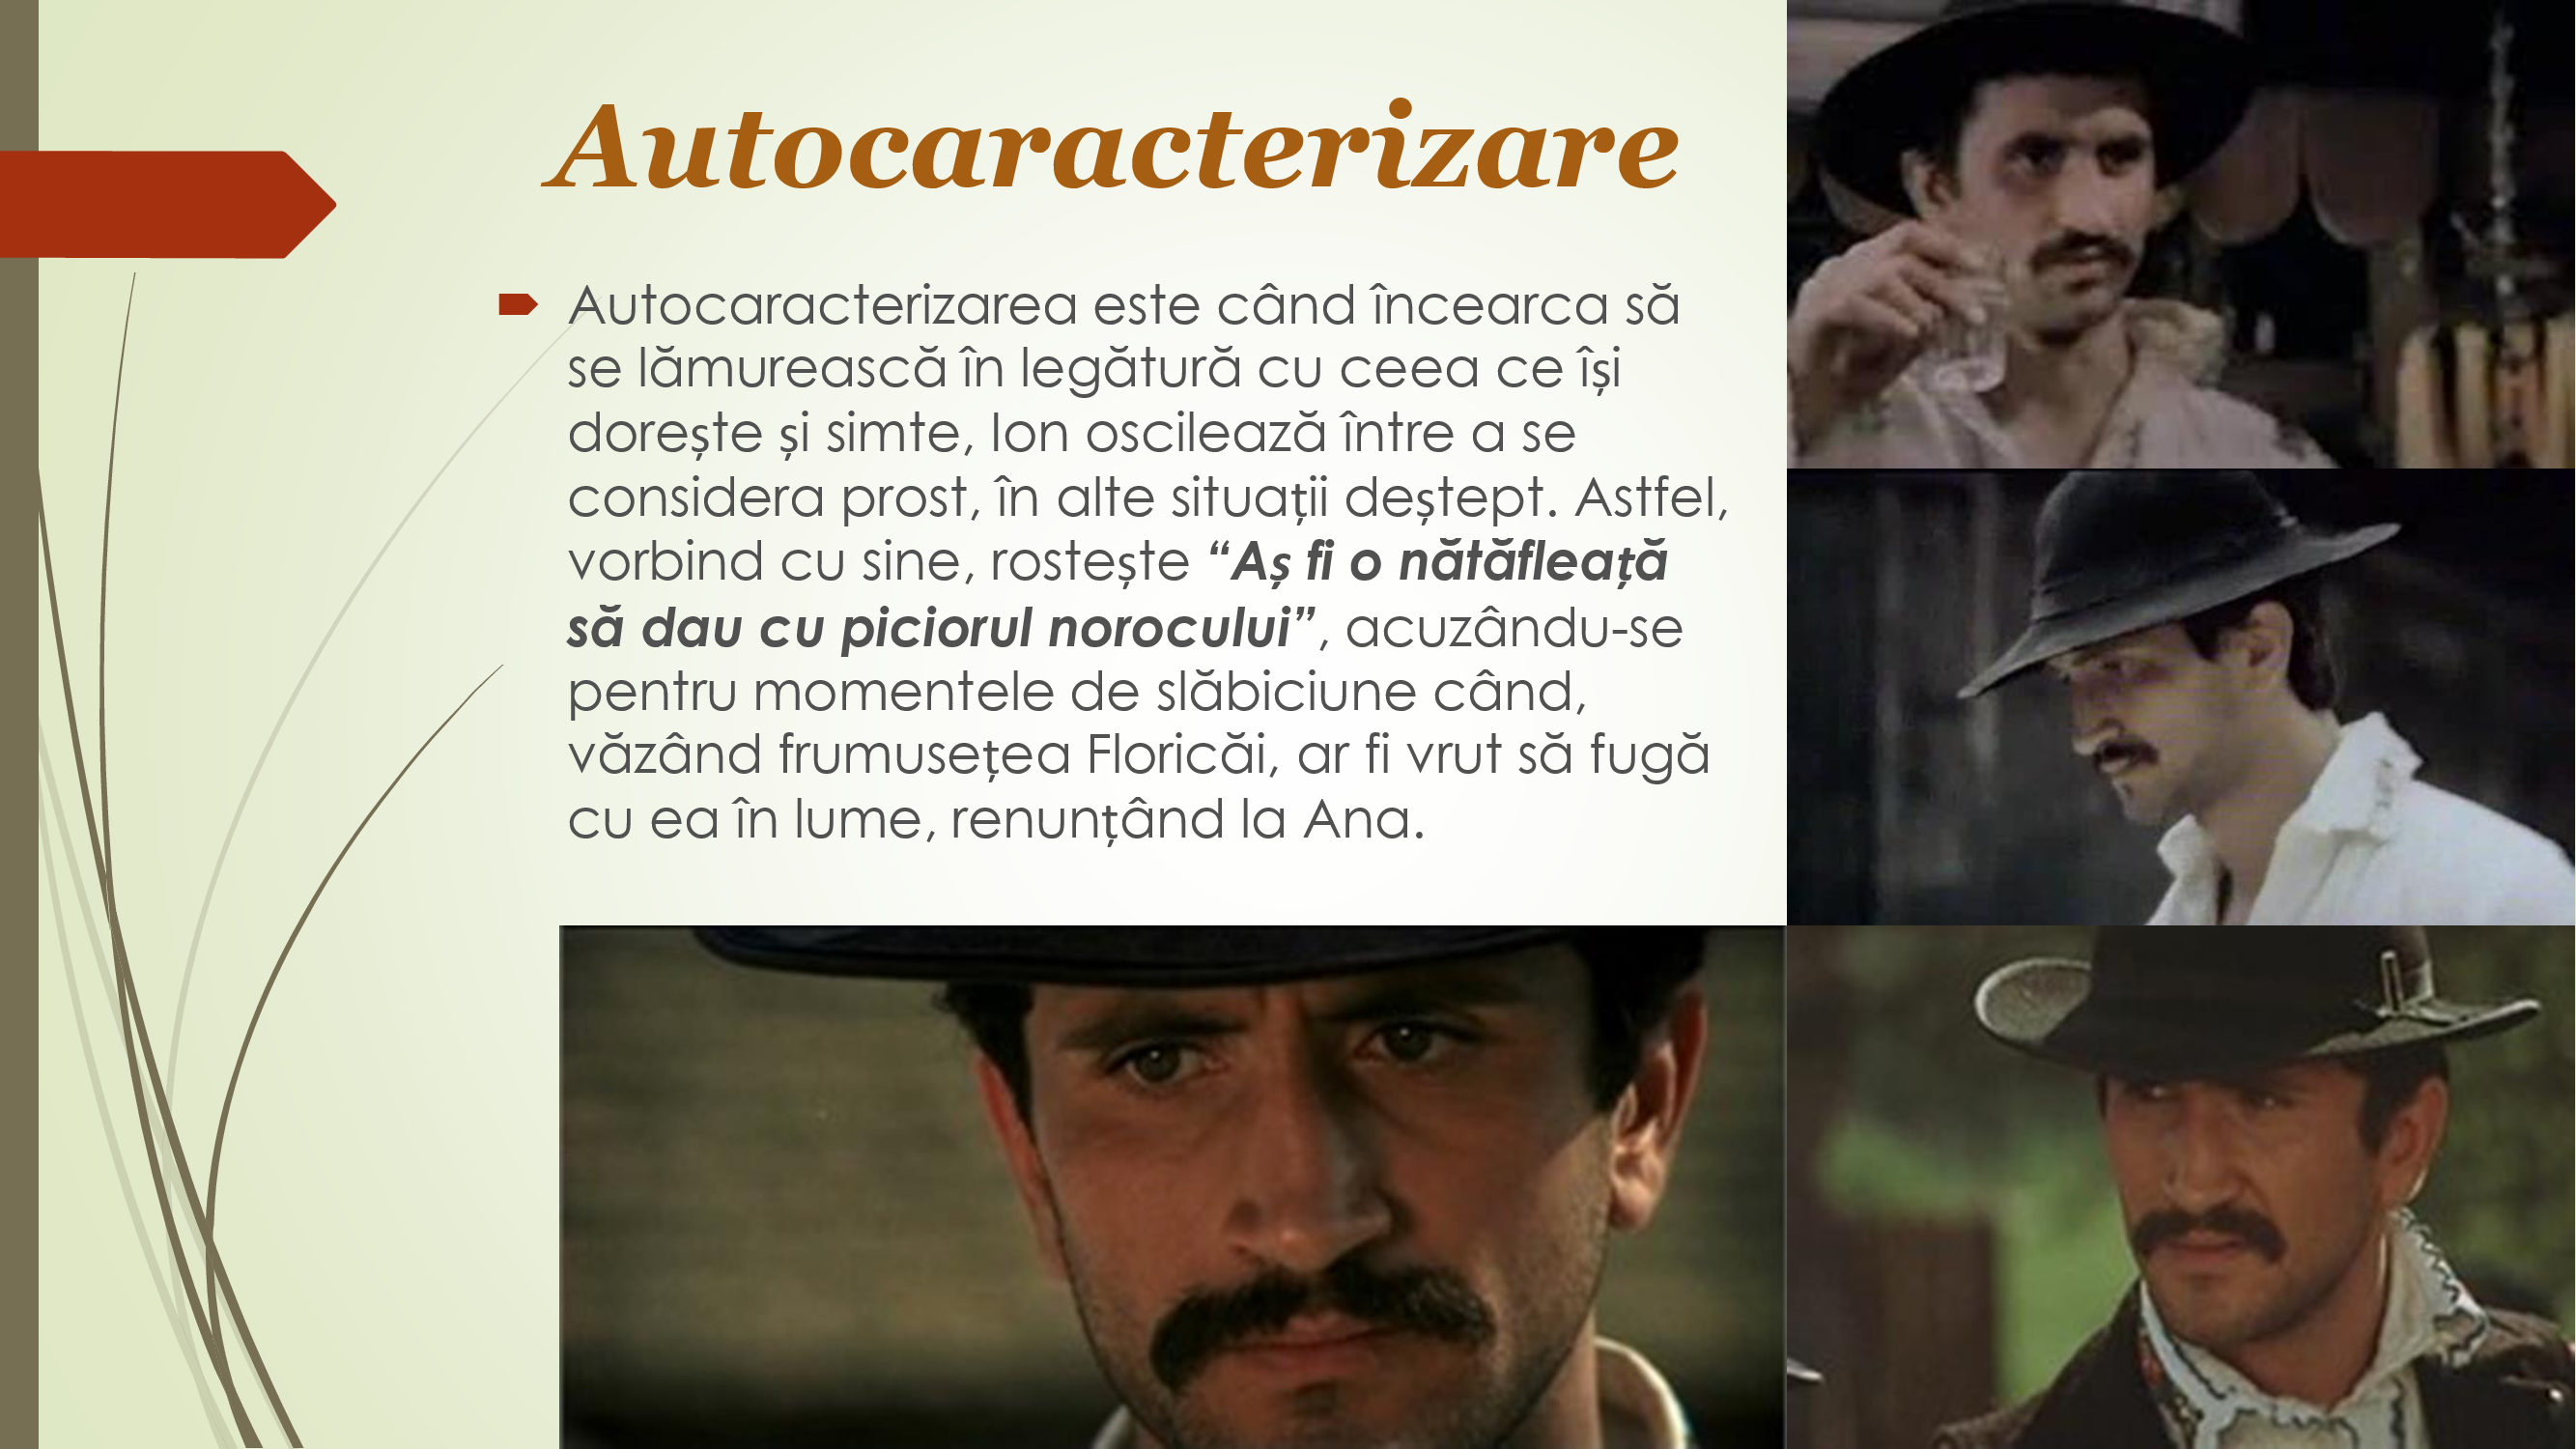 Autocaracterizare
Autocaracterizarea este când încearca să
se lămurească în legătură cu ceea ce își
dorește și simte, Ion oscilează între a se
considera prost, în alte situații deștept. Astfel,
vorbind cu sine, rostește “Aș fi o nătăfleață
să dau cu piciorul norocului”, acuzându-se
pentru momentele de slăbiciune când,
văzând frumusețea Floricăi, ar fi vrut să fugă
cu ea în lume, renunțând la Ana.